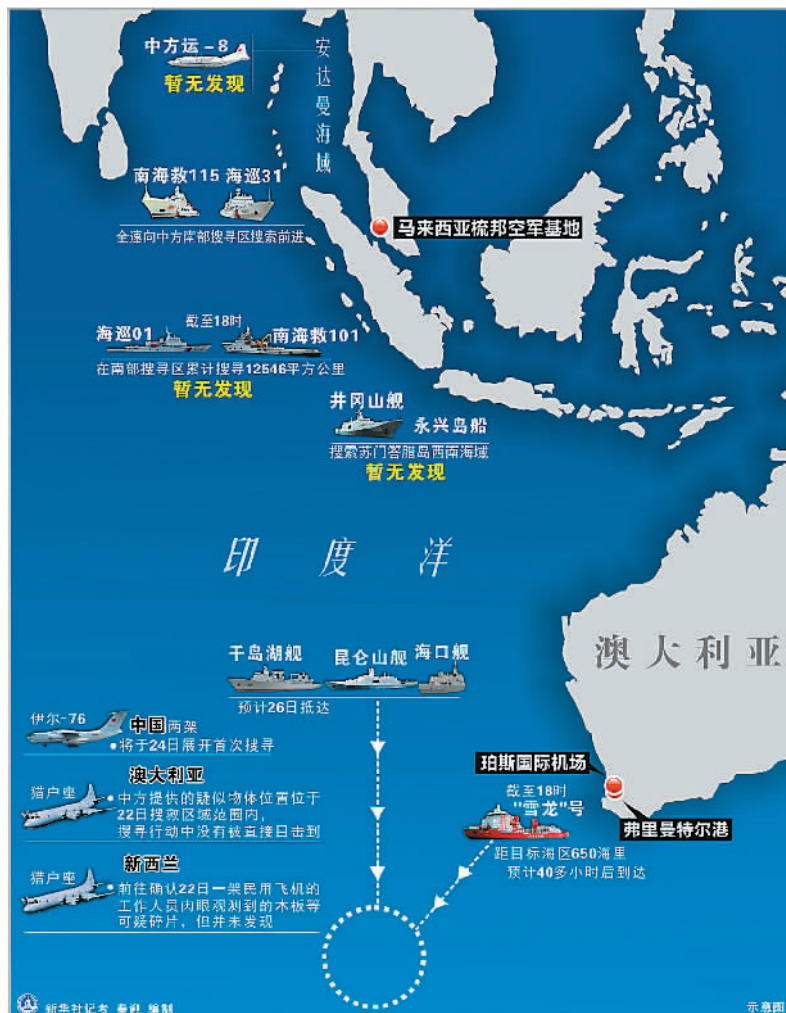 中方运-8
暂无发现
安达曼海域
南海救115 海巡31
全速向中方南部搜寻区搜索前进
马来西亚梳邦空军基地
截至18时
海巡01 南海救101
在南部搜寻区累计搜寻12546平方公里
暂无发现
井冈山舰
永兴岛船
搜索苏门答腊岛西南海域
暂无发现
印度洋
澳大利亚
千岛湖舰 昆仑山舰 海口舰
预计26日抵达
伊尔-76
中国两架
•将于24日展开首次搜寻
澳大利亚
猎户座
•中方提供的疑似物体位置位于
22日搜救区域范围内，
搜寻行动中没有被直接目击到
新西兰
猎户座
•前往确认22日一架民用飞机的
工作人员肉眼观测到的木板等
可疑碎片，但并未发现
珀斯国际机场
弗里曼特尔港
截至18时
"雪龙"号
距目标海区650海里
预计40多小时后到达
新华社记者 秦迎 编制
示意图